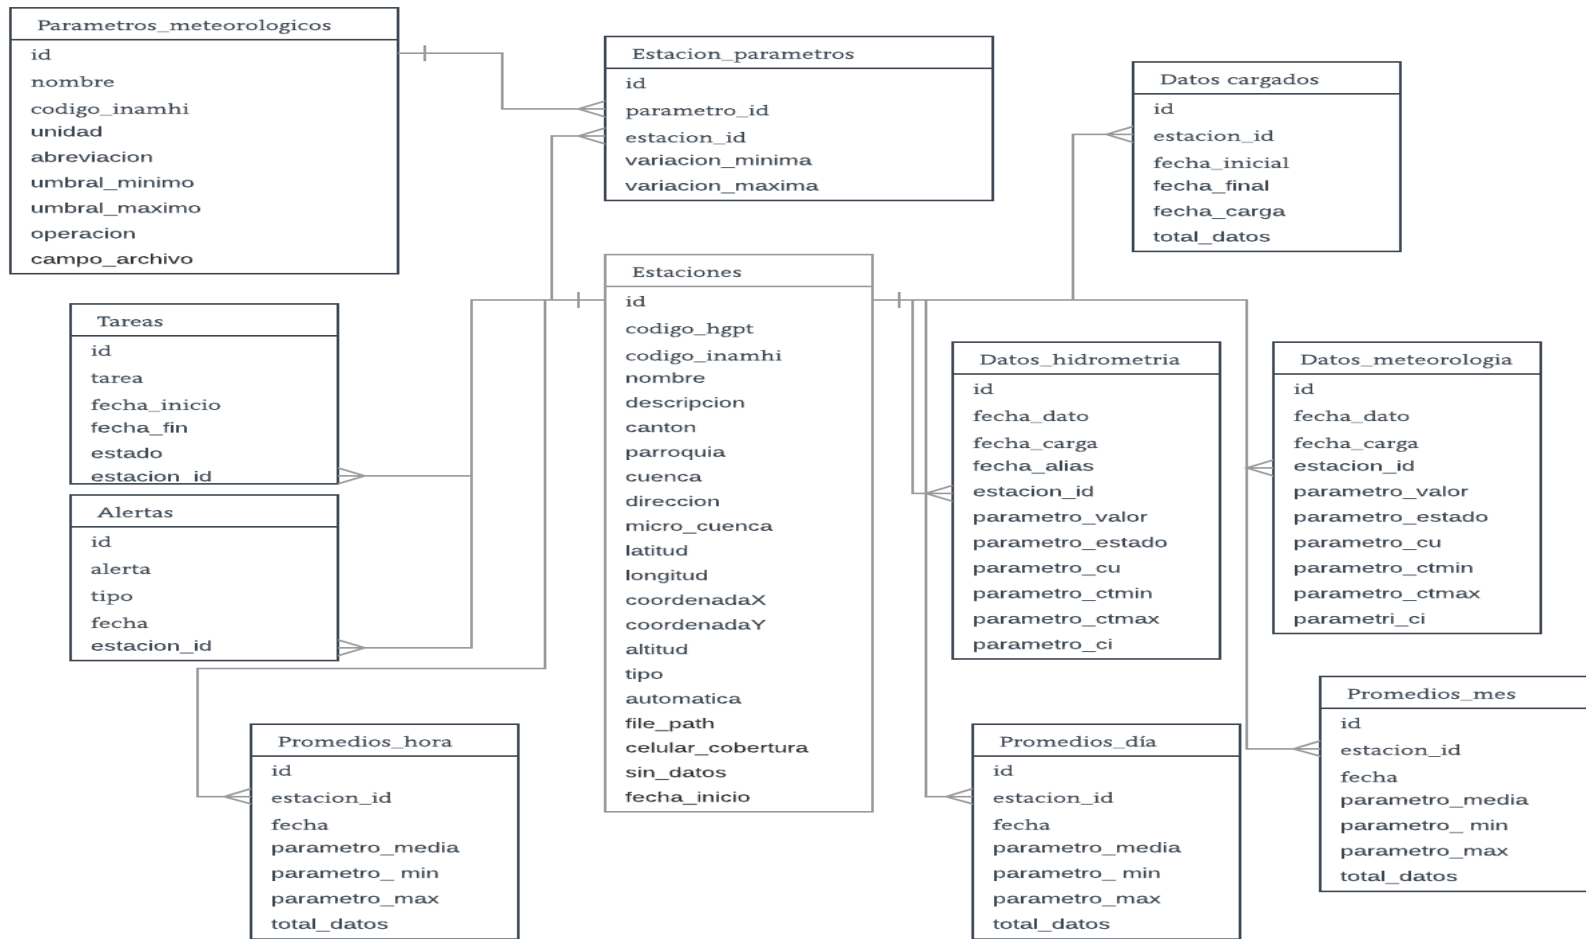 Parametros_meteorologicos
id
nombre
codigo_inamhi
unidad
abreviacion
umbral_minimo
umbral_maximo
operacion
campo_archivo
Estacion_parametros
id
parametro_id
estacion_id
variacion_minima
variacion_maxima
Datos cargados
id
estacion_id
fecha_inicial
fecha_final
fecha_carga
total_datos
Tareas
id
tarea
fecha_inicio
fecha_fin
estado
estacion_id
Alertas
id
alerta
tipo
fecha
estacion_id
Estaciones
id
codigo_hgpt
codigo_inamhi
nombre
descripcion
canton
parroquia
cuenca
direccion
micro_cuenca
latitud
longitud
coordenadaX
coordenadaY
altitud
tipo
automatica
file_path
celular_cobertura
sin_datos
fecha_inicio
Datos_hidrometria
id
fecha_dato
fecha_carga
fecha_alias
estacion_id
parametro_valor
parametro_estado
parametro_cu
parametro_ctmin
parametro_ctmax
parametro_ci
Datos_meteorologia
id
fecha_dato
fecha_carga
estacion_id
parametro_valor
parametro_estado
parametro_cu
parametro_ctmin
parametro_ctmax
parametri_ci
Promedios_hora
id
estacion_id
fecha
parametro_media
parametro_ min
parametro_max
total_datos
Promedios_día
id
estacion_id
fecha
parametro_media
parametro_ min
parametro_max
total_datos
Promedios_mes
id
estacion_id
fecha
parametro_media
parametro_ min
parametro_max
total_datos